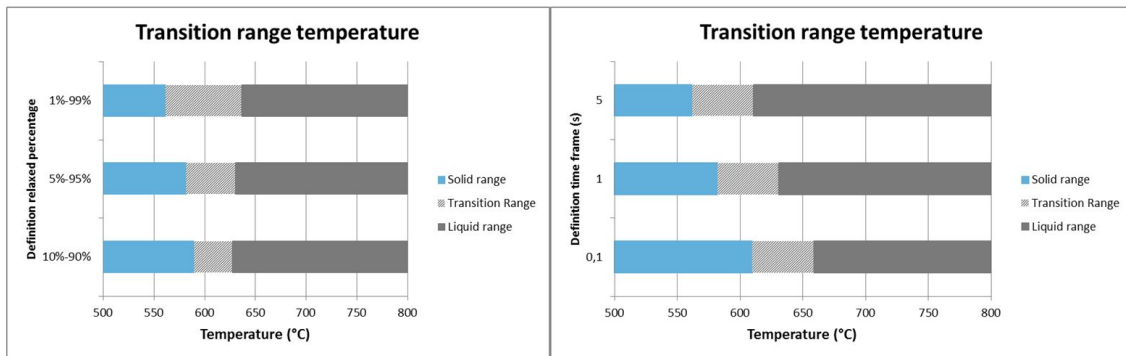 Transition range temperature
Definition relaxed percentage
1%-99%
5%-95%
10%-90%
500 550 600 650 700 750 800
Temperature (°C)
Solid range
Transition Range
Liquid range
Transition range temperature
Definition time frame (s)
5
1
0,1
500 550 600 650 700 750 800
Temperature (°C)
Solid range
Transition Range
Liquid range